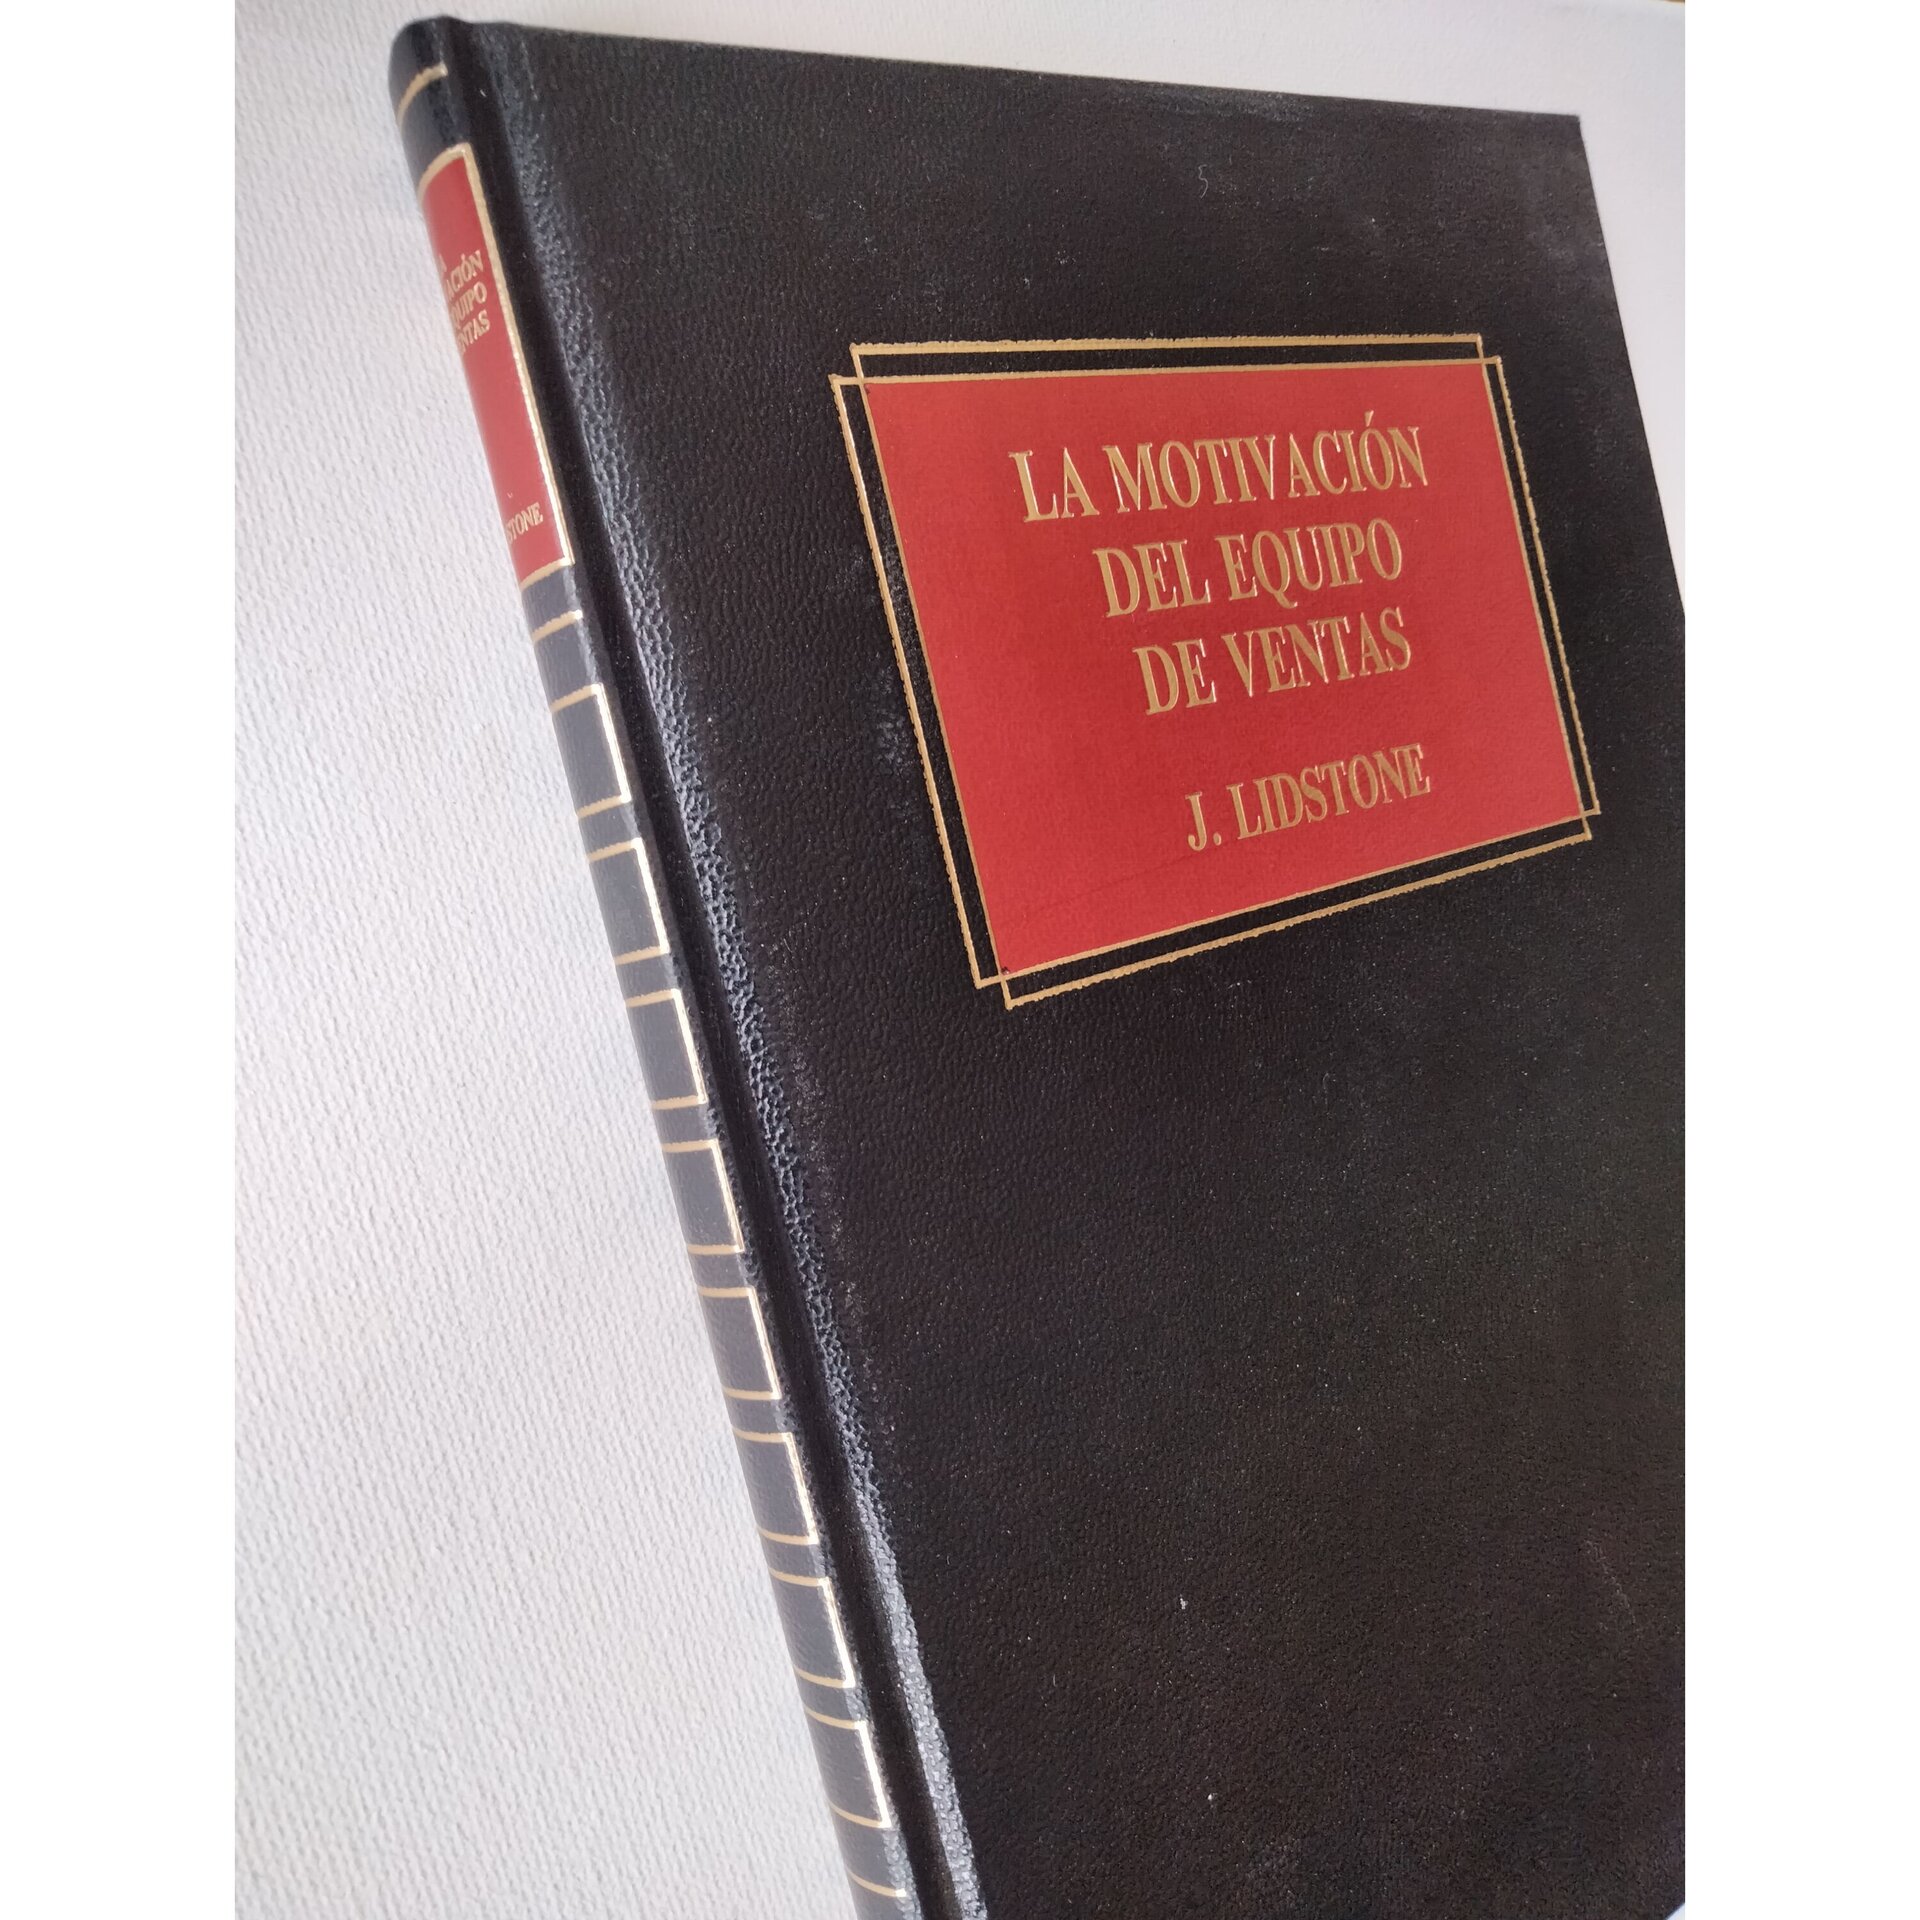 LA MOTIVACIÓN
DEL EQUIPO
DE VENTAS
J. LIDSTONE